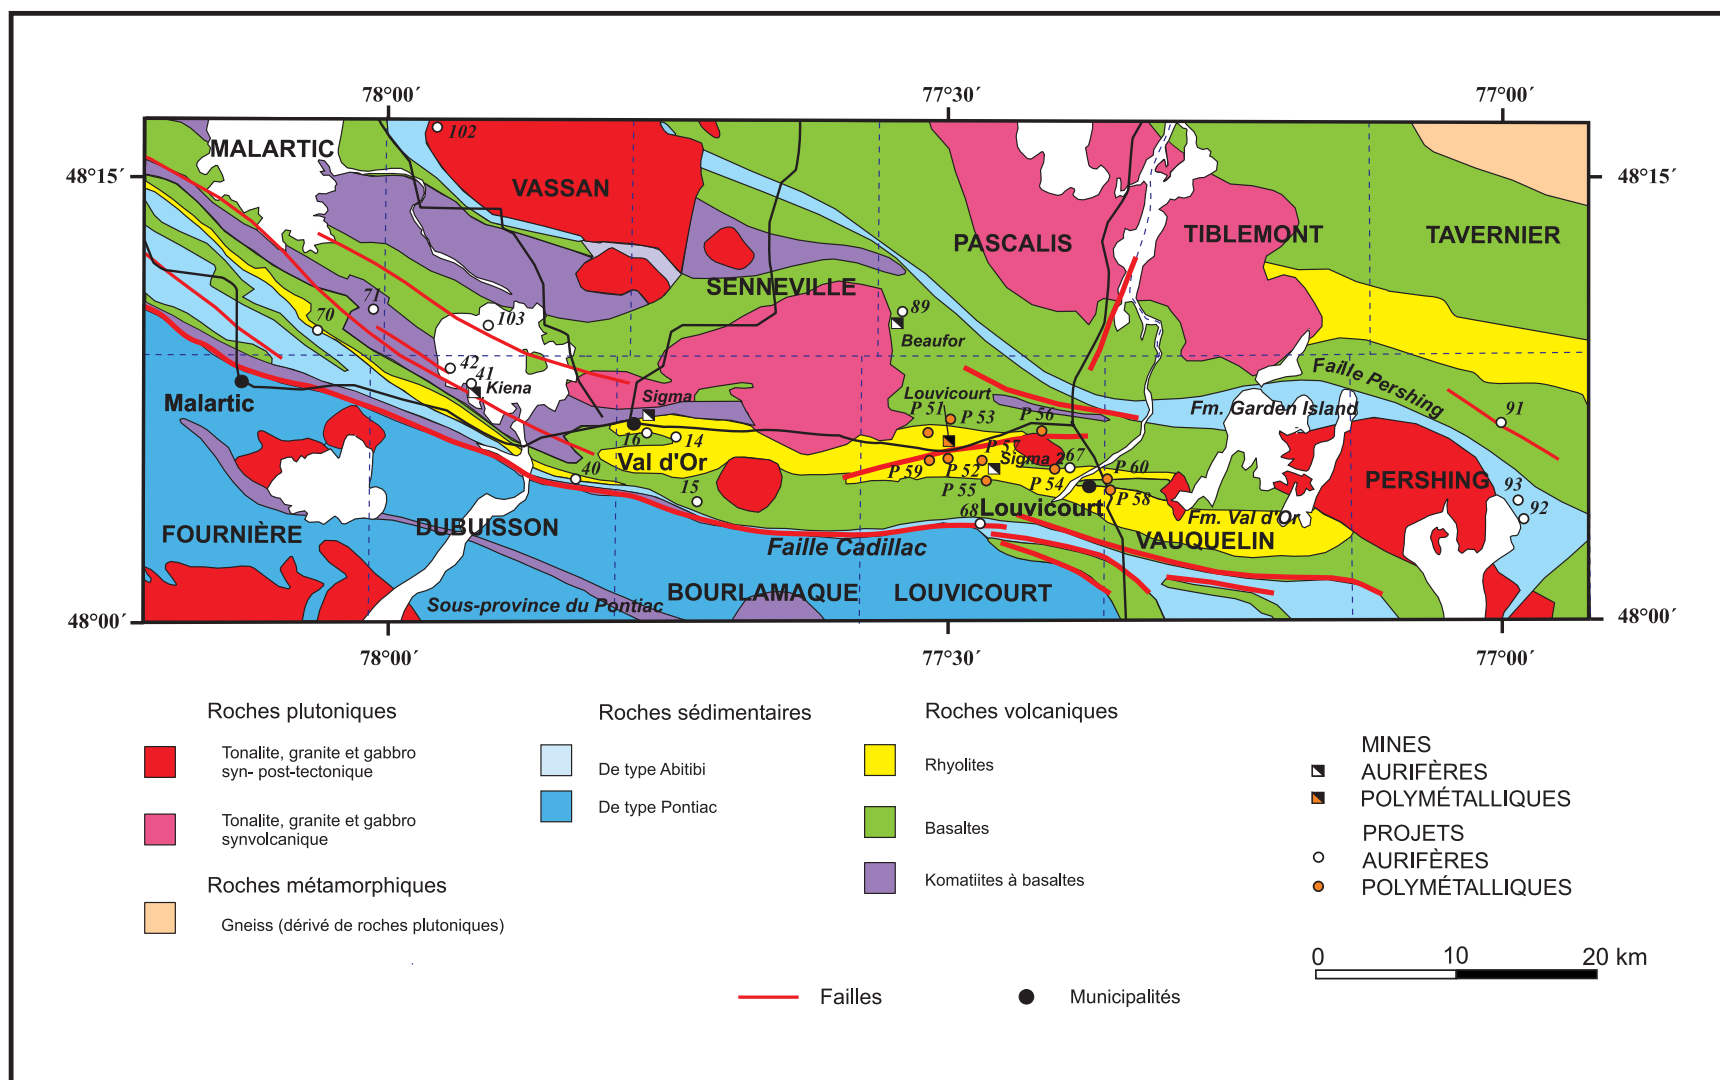 78°00´
77°30´
77°00´
102
MALARTIC
48°15´
48°15´
VASSAN
PASCALIS
TIBLEMONT
TAVERNIER
SENNEVILLE
71
70
103
89
Beaufor
Faille Pershing
42
41
Kiena
Sigma
Louvicourt
Malartic
P 51
P 53
P 56
Fm. Garden Island
91
16
14
Val d'Or
P 57
Sigma 2
67
P 59
P 52
P 54
P 60
40
15
P 55
P 58
PERSHING
93
92
68
Louvicourt
Fm. Val d'Or
FOURNIÈRE
DUBUISSON
Faille Cadillac
VAUQUELIN
BOURLAMAQUE
LOUVICOURT
Sous-province du Pontiac
48°00´
48°00´
78°00´
77°30´
77°00´
Roches plutoniques
Tonalite, granite et gabbro
syn- post-tectonique
Tonalite, granite et gabbro
synvolcanique
Roches métamorphiques
Gneiss (dérivé de roches plutoniques)
Roches sédimentaires
De type Abitibi
De type Pontiac
Roches volcaniques
Rhyolites
Basaltes
Komatiites à basaltes
MINES
AURIFÈRES
POLYMÉTALLIQUES
PROJETS
AURIFÈRES
POLYMÉTALLIQUES
0 10 20 km
Failles
Municipalités